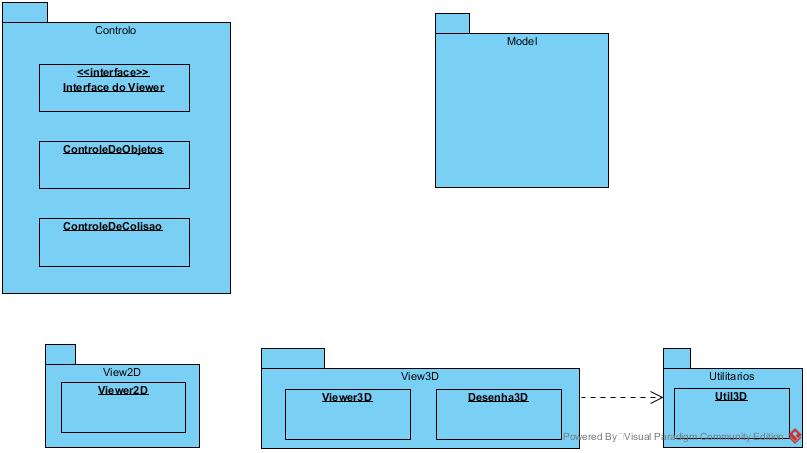 Controlo
<<interface>>
Interface do Viewer
ControleDeObjetos
ControleDeColisao
Model
View2D
Viewer2D
View3D
Viewer3D
Desenha3D
Utilitarios
Util3D
Powered By Visual Paradigm Community Edition